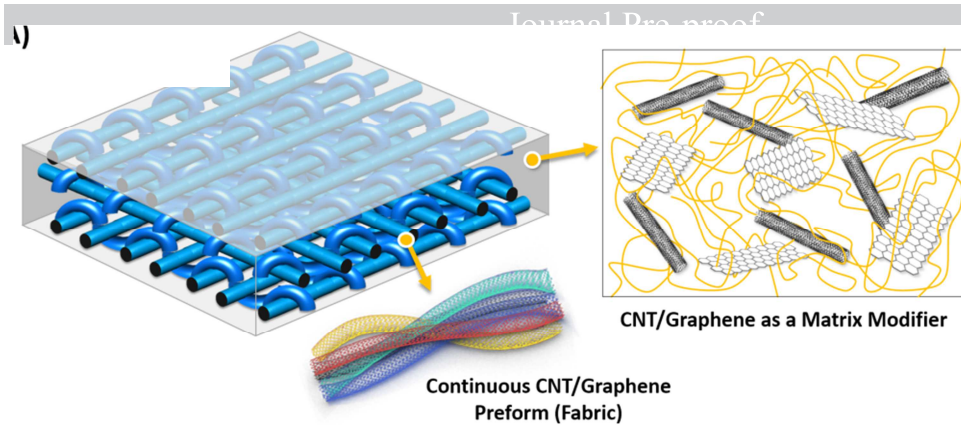 Journal Pre-proof
A)
CNT/Graphene as a Matrix Modifier
Continuous CNT/Graphene
Preform (Fabric)